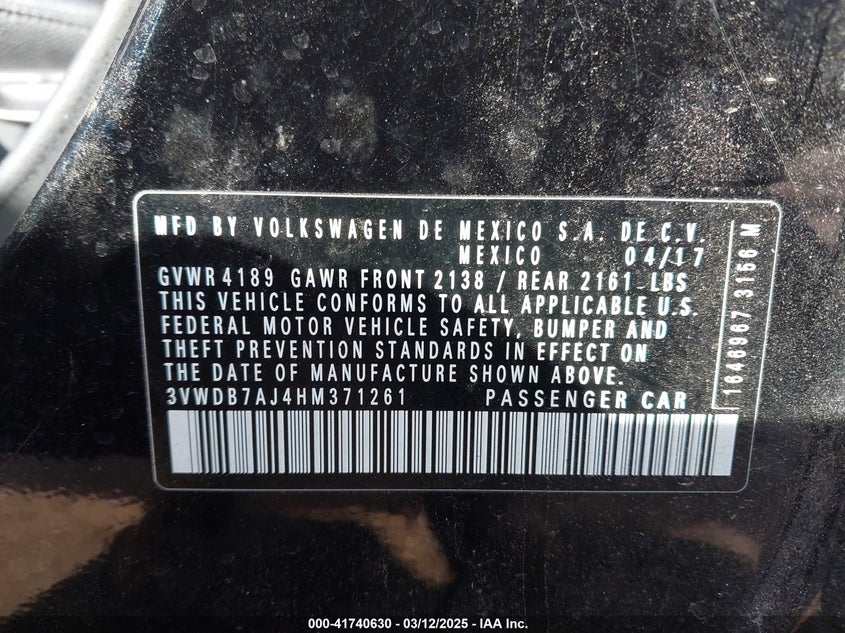 MFD BY VOLKSWAGEN DE MEXICO S.A. DE C.V.
MEXICO 04/17
GVWR 4189 GAWR FRONT 2138 / REAR 2161 LBS
THIS VEHICLE CONFORMS TO ALL APPLICABLE U.S.
FEDERAL MOTOR VEHICLE SAFETY, BUMPER AND
THEFT PREVENTION STANDARDS IN EFFECT ON
THE DATE OF MANUFACTURE SHOWN ABOVE.
3VWDB7AJ4HM371261 PASSENGER CAR
1646967 3156 M
000-41740630 - 03/12/2025 - IAA Inc.